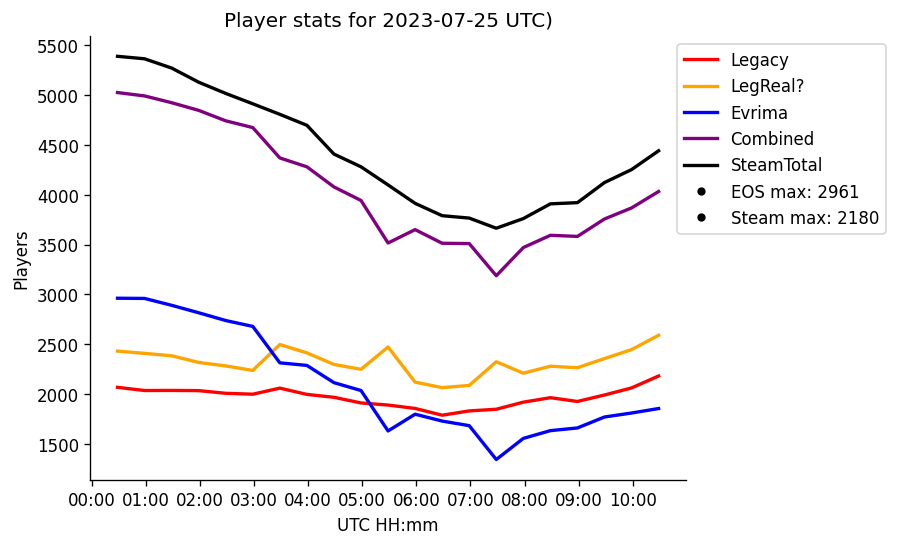 Player stats for 2023-07-25 UTC)
5500
5000
4500
4000
3500
3000
2500
2000
1500
Players
00:00 01:00 02:00 03:00 04:00 05:00 06:00 07:00 08:00 09:00 10:00
UTC HH:mm
Legacy
LegReal?
Evrima
Combined
SteamTotal
EOS max: 2961
Steam max: 2180